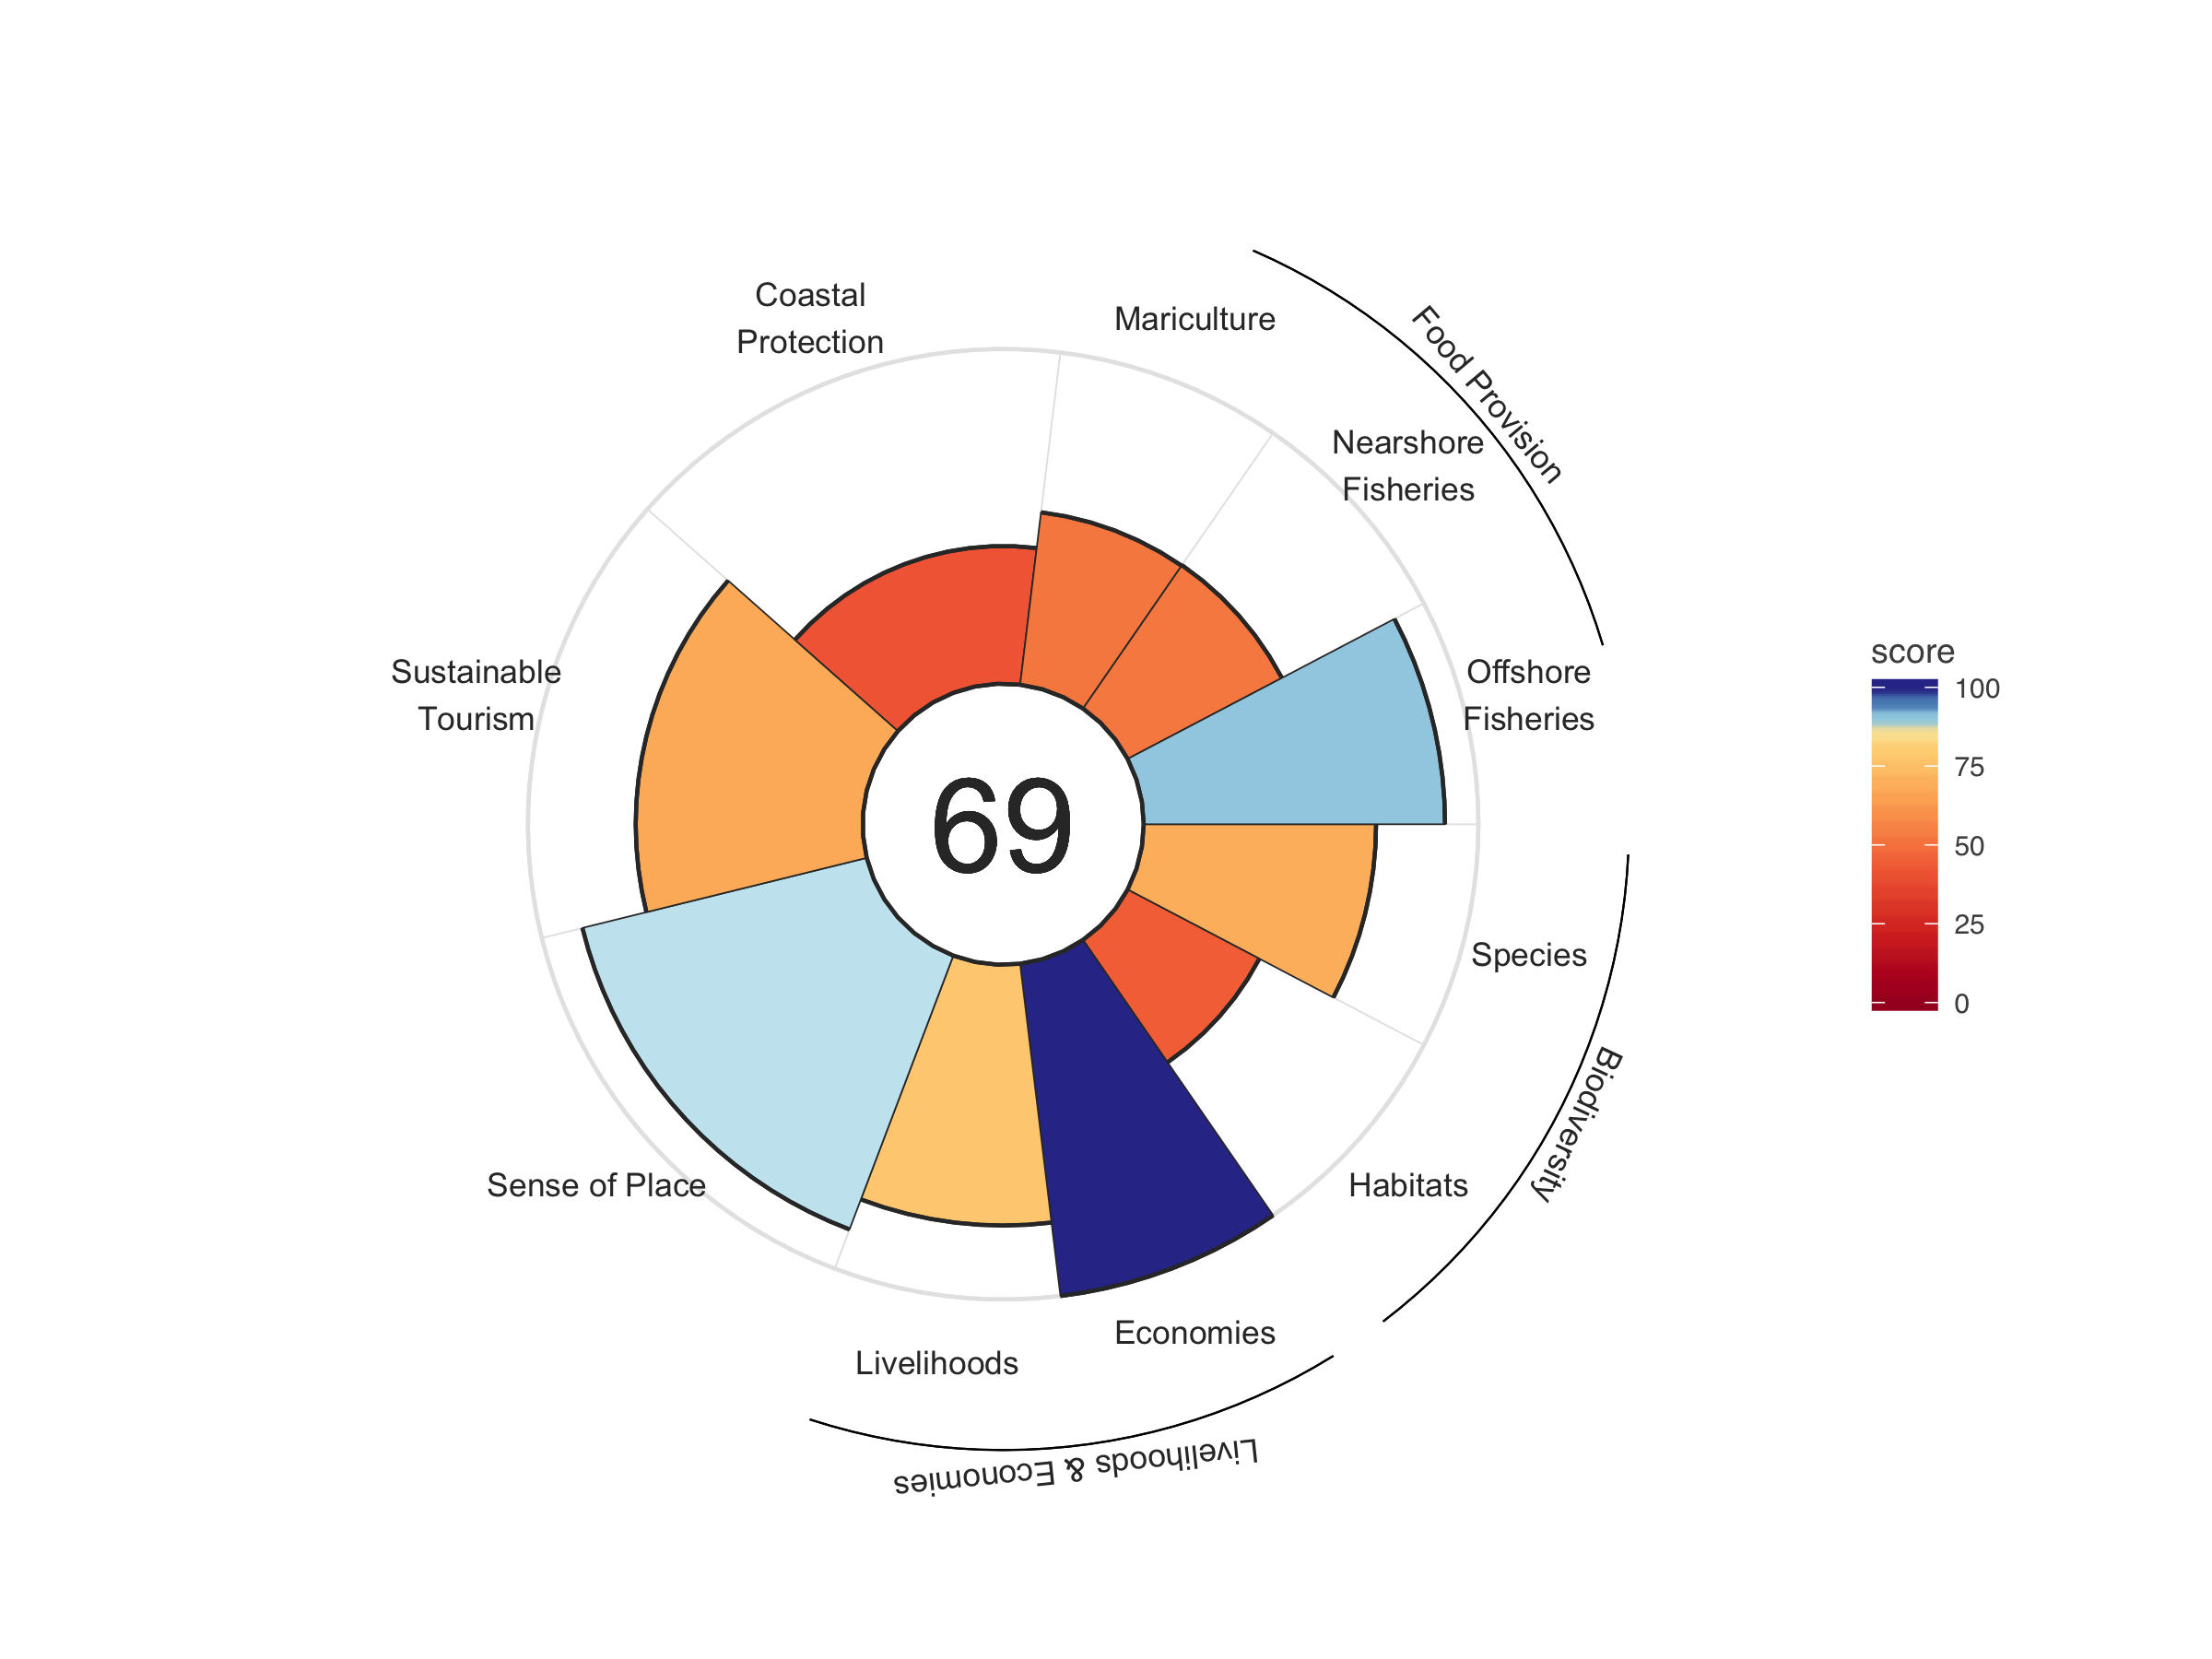 Coastal
Protection
Mariculture
Food Provision
Nearshore
Fisheries
Sustainable
Tourism
Offshore
Fisheries
69
Species
Biodiversity
Sense of Place
Habitats
Economies
Livelihoods
Livelihoods & Economies
score
100
75
50
25
0